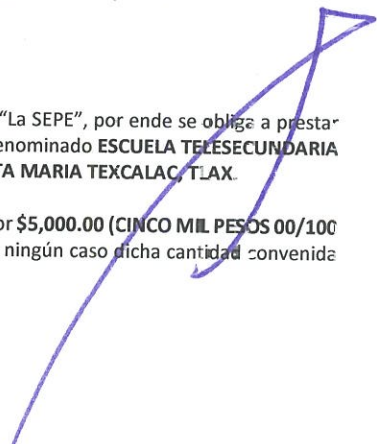 “La SEPE”, por ende se obliga a prestar
enominado ESCUELA TELESECUNDARIA
TA MARIA TEXCALAC, TLAX.
or $5,000.00 (CINCO MIL PESOS 00/100
ningún caso dicha cantidad convenida